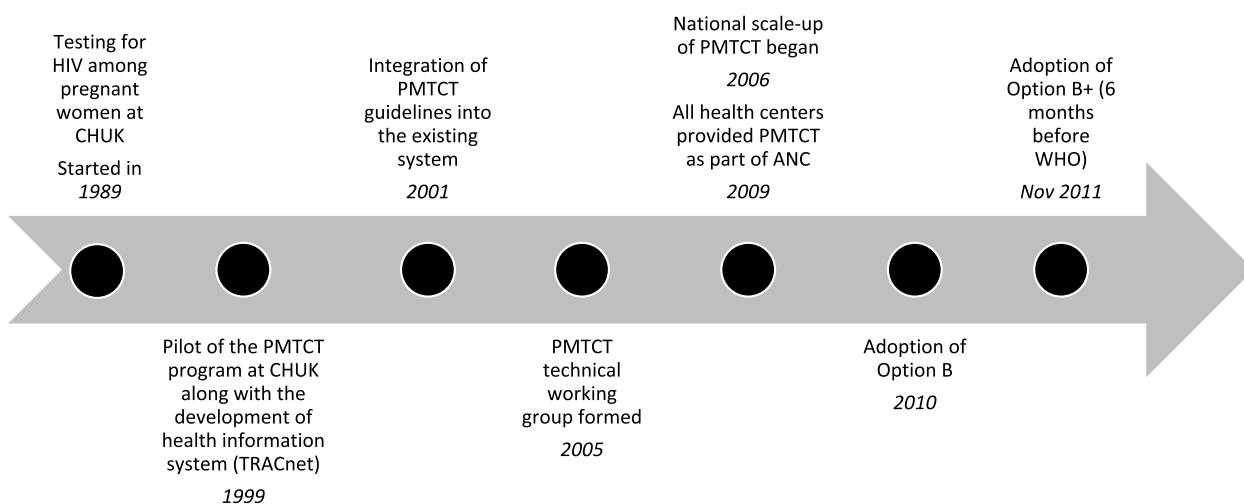 Testing for
HIV among
pregnant
women at
CHUK
Started in
1989
Pilot of the PMTCT
program at CHUK
along with the
development of
health information
system (TRACnet)
1999
Integration of
PMTCT
guidelines into
the existing
system
2001
PMTCT
technical
working
group formed
2005
National scale-up
of PMTCT began
2006
All health centers
provided PMTCT
as part of ANC
2009
Adoption of
Option B
2010
Adoption of
Option B+ (6
months
before
WHO)
Nov 2011